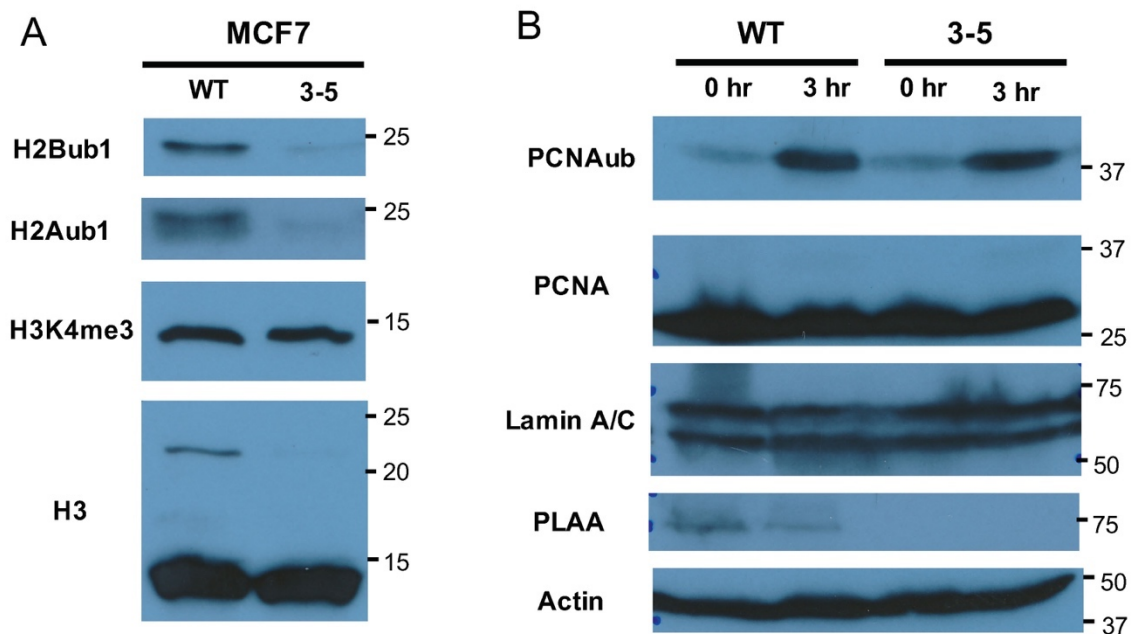 A
MCF7
WT 3-5
H2Bub1 25
H2Aub1 25
H3K4me3 15
25
20
H3
15
B
WT 3-5
0 hr 3 hr 0 hr 3 hr
PCNAub 37
37
PCNA
25
75
Lamin A/C
50
PLAA 75
50
Actin
37